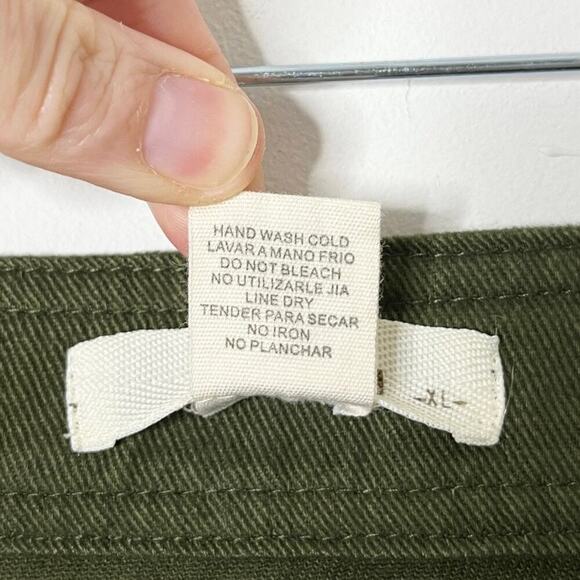 HAND WASH COLD
LAVAR A MANO FRIO
DO NOT BLEACH
NO UTILIZARLE JIA
LINE DRY
TENDER PARA SECAR
NO IRON
NO PLANCHAR
-XL-